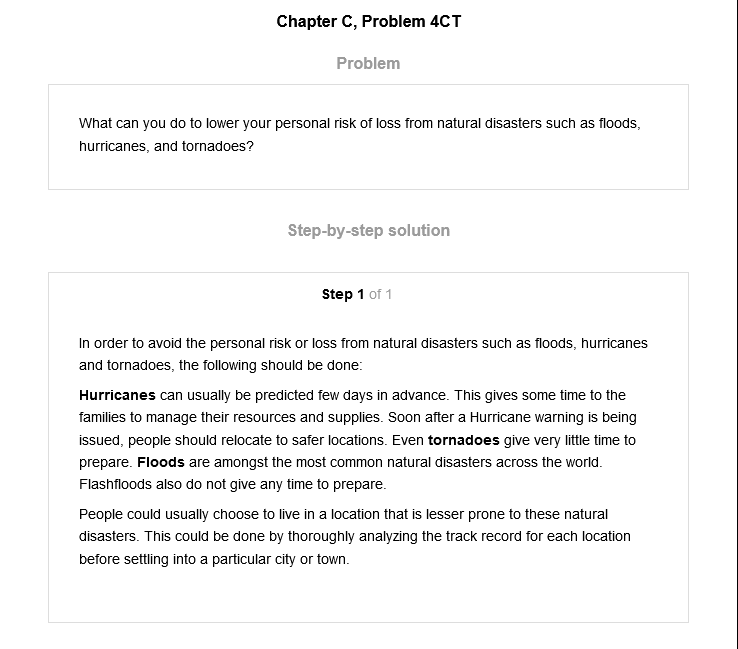 Chapter C, Problem 4CT
Problem
What can you do to lower your personal risk of loss from natural disasters such as floods,
hurricanes, and tornadoes?
Step-by-step solution
Step 1 of 1
In order to avoid the personal risk or loss from natural disasters such as floods, hurricanes
and tornadoes, the following should be done:
Hurricanes can usually be predicted few days in advance. This gives some time to the
families to manage their resources and supplies. Soon after a Hurricane warning is being
issued, people should relocate to safer locations. Even tornadoes give very little time to
prepare. Floods are amongst the most common natural disasters across the world.
Flashfloods also do not give any time to prepare.
People could usually choose to live in a location that is lesser prone to these natural
disasters. This could be done by thoroughly analyzing the track record for each location
before settling into a particular city or town.